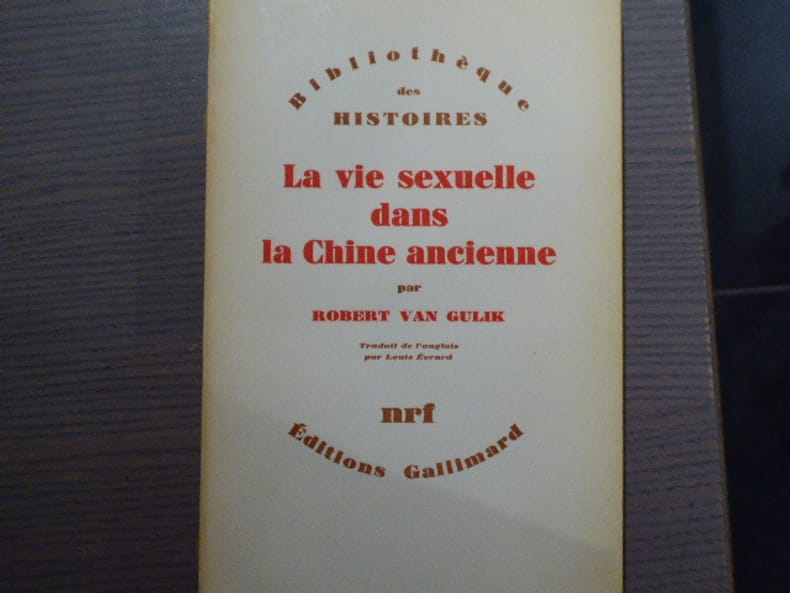 Bibliothèque
des
HISTOIRES
La vie sexuelle
dans
la Chine ancienne
par
ROBERT VAN GULIK
Traduit de l'anglais
par Louis Évrard
nrf
Éditions Gallimard